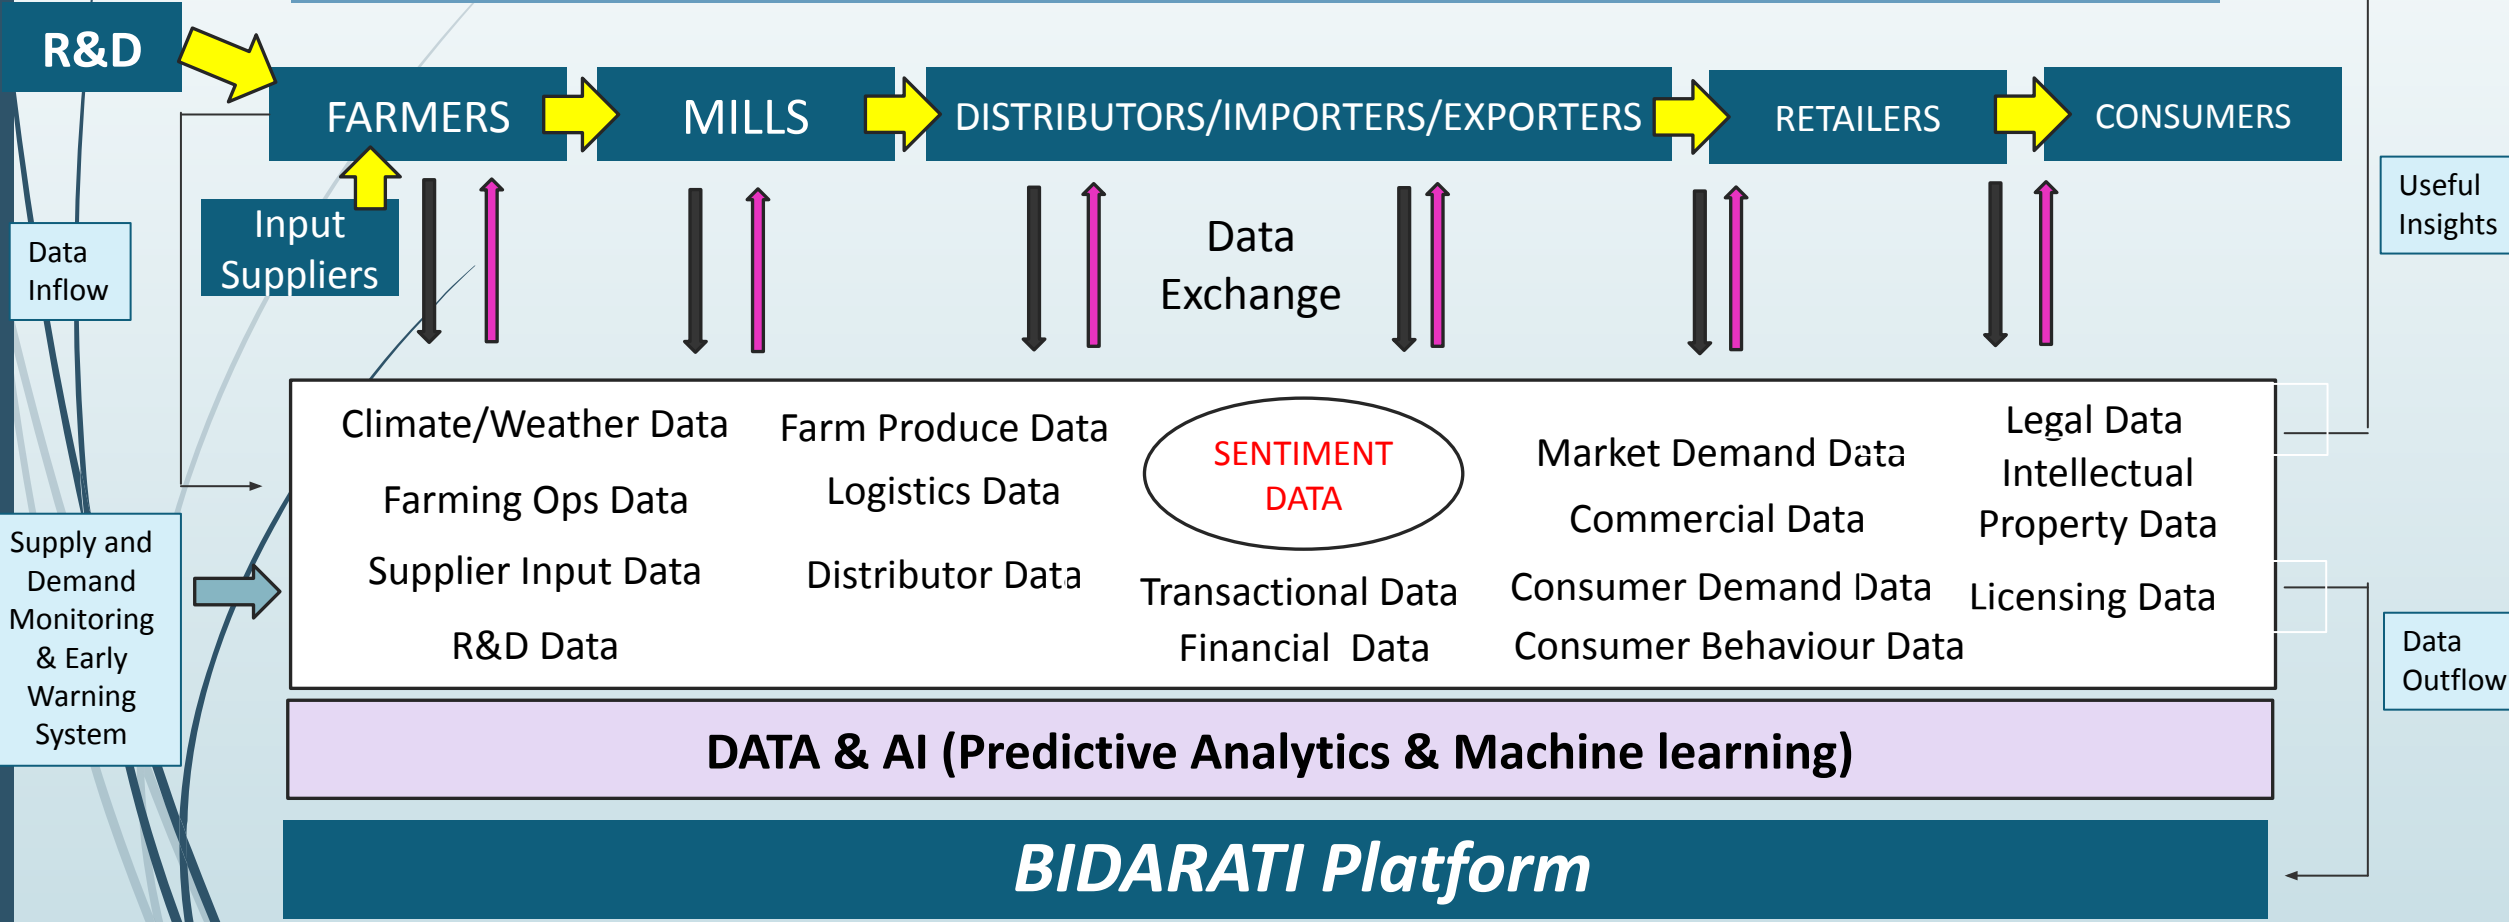 R&D
FARMERS
MILLS
DISTRIBUTORS/IMPORTERS/EXPORTERS
RETAILERS
CONSUMERS
Input
Suppliers
Data
Inflow
Data
Exchange
Useful
Insights
Climate/Weather Data
Farming Ops Data
Supplier Input Data
R&D Data
Farm Produce Data
Logistics Data
Distributor Data
SENTIMENT
DATA
Transactional Data
Financial Data
Market Demand Data
Commercial Data
Consumer Demand Data
Consumer Behaviour Data
Legal Data
Intellectual
Property Data
Licensing Data
Supply and
Demand
Monitoring
& Early
Warning
System
Data
Outflow
DATA & AI (Predictive Analytics & Machine learning)
BIDARATI Platform